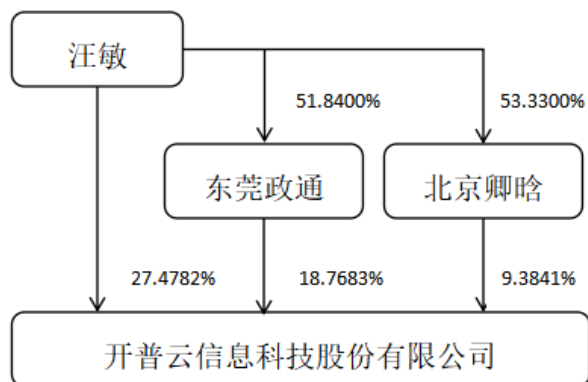 汪敏
51.8400%
53.3300%
东莞政通
北京卿晗
27.4782%
18.7683%
9.3841%
开普云信息科技股份有限公司